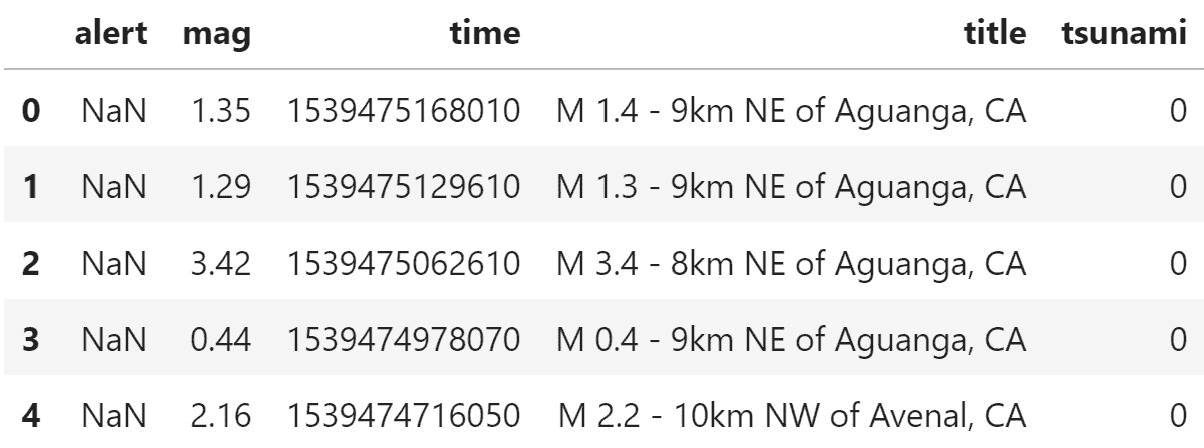 alert mag time title tsunami
0 NaN 1.35 1539475168010 M 1.4 - 9km NE of Aguanga, CA 0
1 NaN 1.29 1539475129610 M 1.3 - 9km NE of Aguanga, CA 0
2 NaN 3.42 1539475062610 M 3.4 - 8km NE of Aguanga, CA 0
3 NaN 0.44 1539474978070 M 0.4 - 9km NE of Aguanga, CA 0
4 NaN 2.16 1539474716050 M 2.2 - 10km NW of Avenal, CA 0